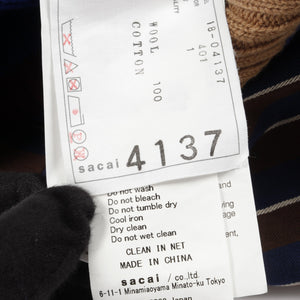 18-04137
401
1
WOOL 100
COTTON
sacai 4137
Do not wash
Do not bleach
Do not tumble dry
Cool iron
Dry clean
Do not wet clean
CLEAN IN NET
MADE IN CHINA
sacai / co.,ltd.
6-11-1 Minamiaoyama Minato-ku Tokyo
Japan